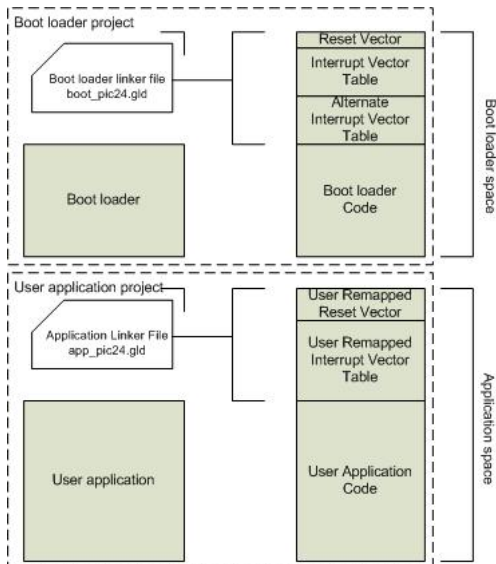 Boot loader project
Boot loader linker file
boot_pic24.gld
Boot loader
Reset Vector
Interrupt Vector
Table
Alternate
Interrupt Vector
Table
Boot loader
Code
Boot loader space
User application project
Application Linker File
app_pic24.gld
User application
User Remapped
Reset Vector
User Remapped
Interrupt Vector
Table
User Application
Code
Application space